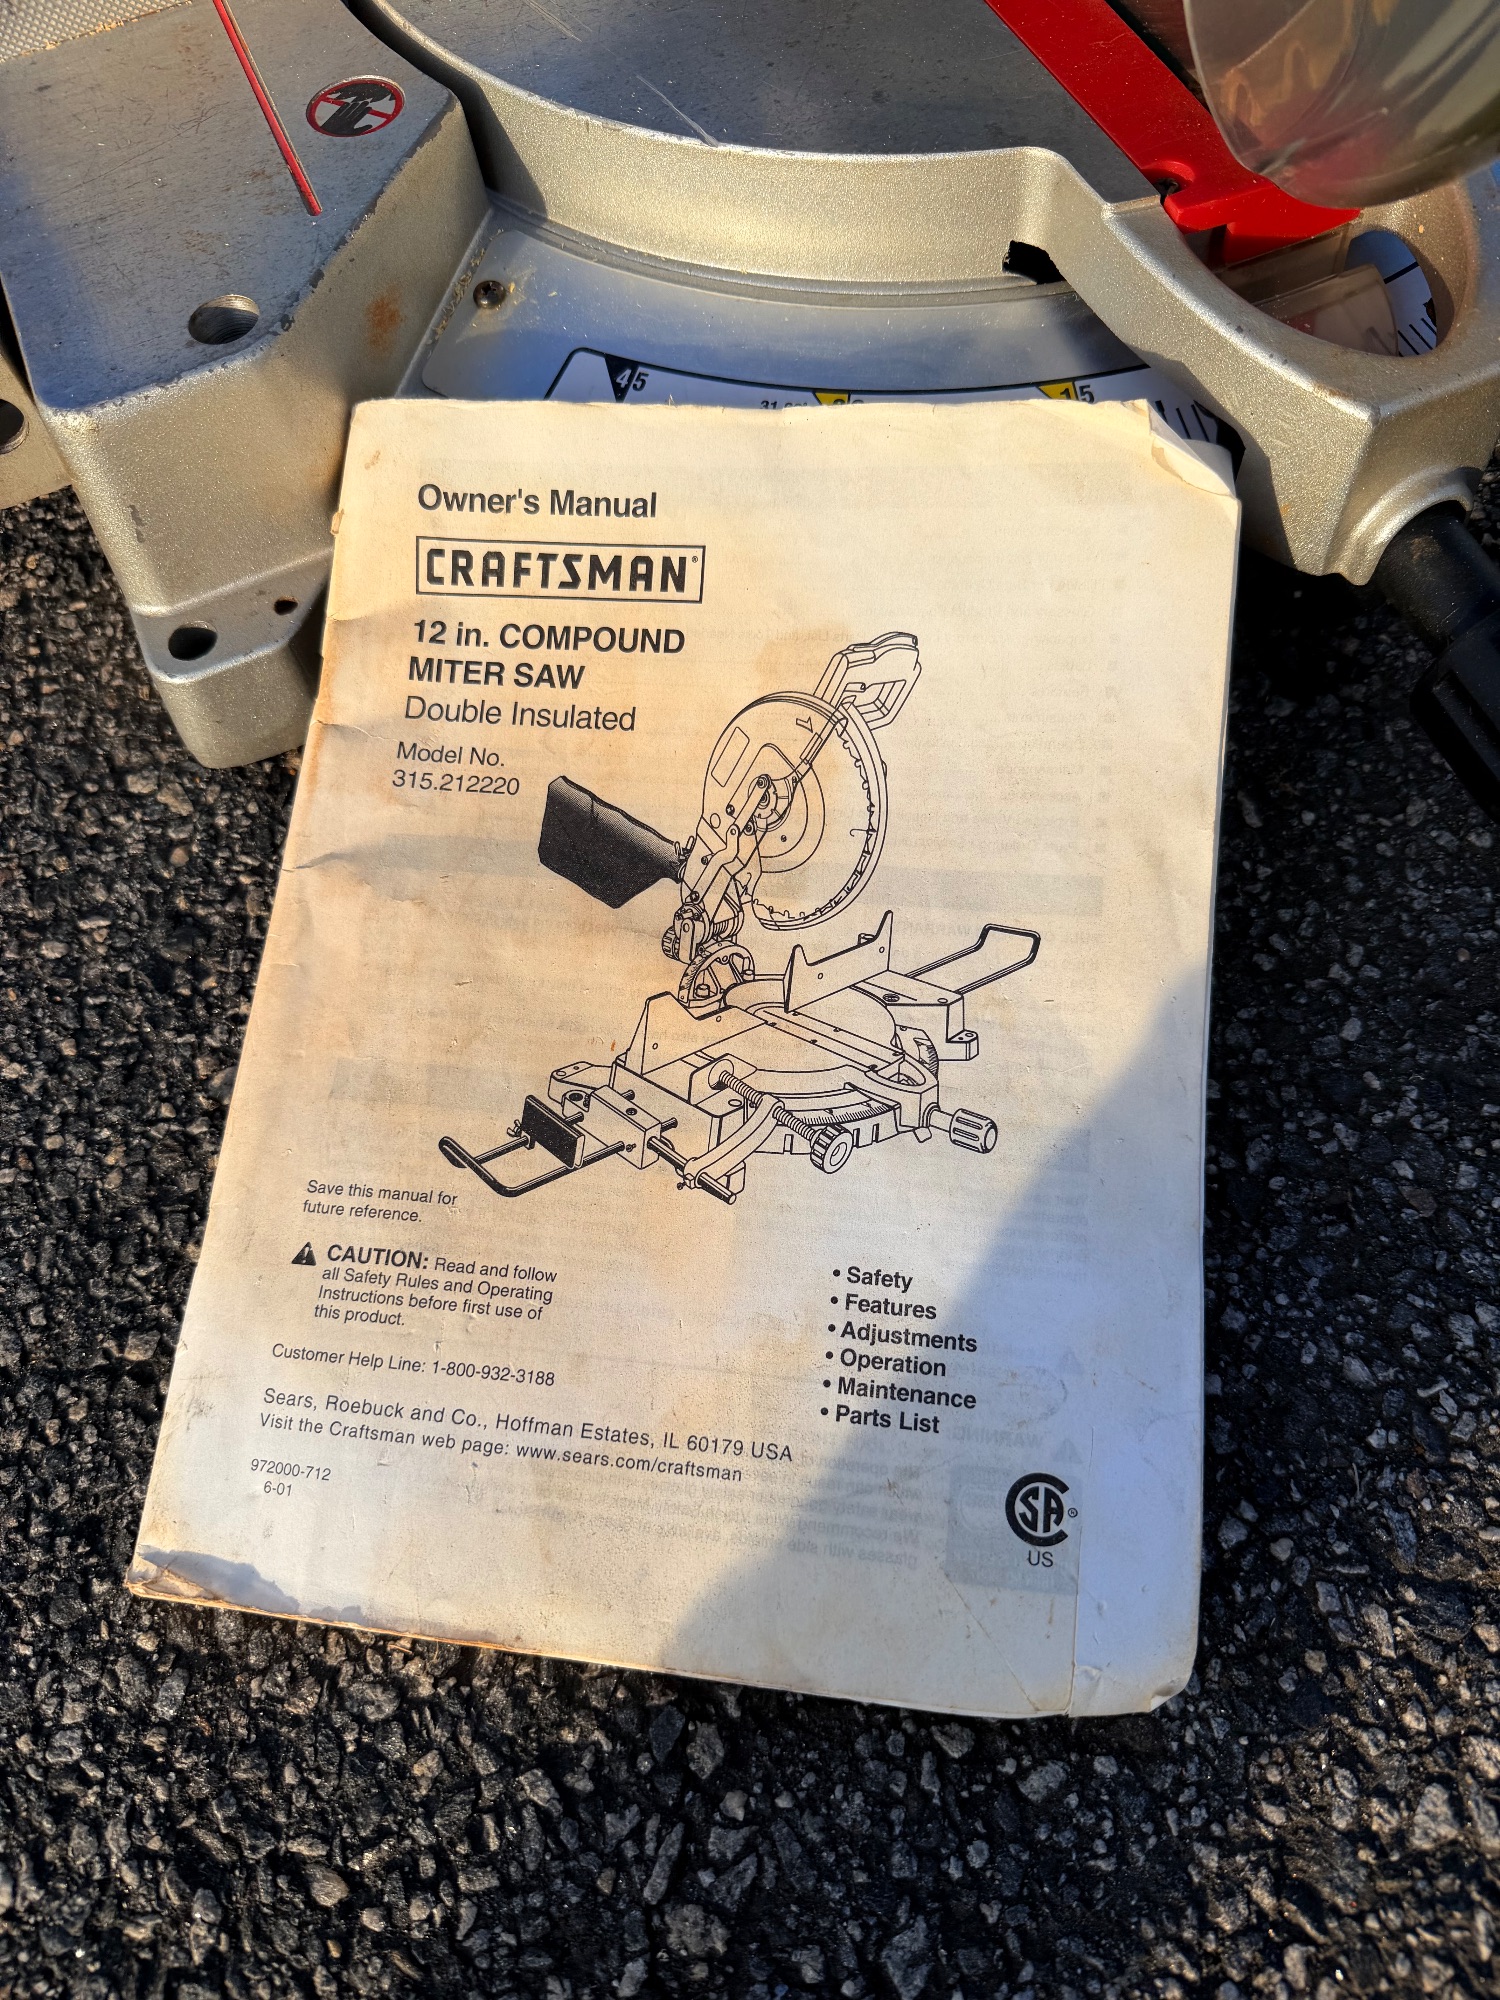 45
15
Owner's Manual
CRAFTSMAN®
12 in. COMPOUND
MITER SAW
Double Insulated
Model No.
315.212220
Save this manual for
future reference.
CAUTION: Read and follow
all Safety Rules and Operating
Instructions before first use of
this product.
Customer Help Line: 1-800-932-3188
Sears, Roebuck and Co., Hoffman Estates, IL 60179 USA
Visit the Craftsman web page: www.sears.com/craftsman
972000-712
6-01
• Safety
• Features
• Adjustments
• Operation
• Maintenance
• Parts List
SA®
US